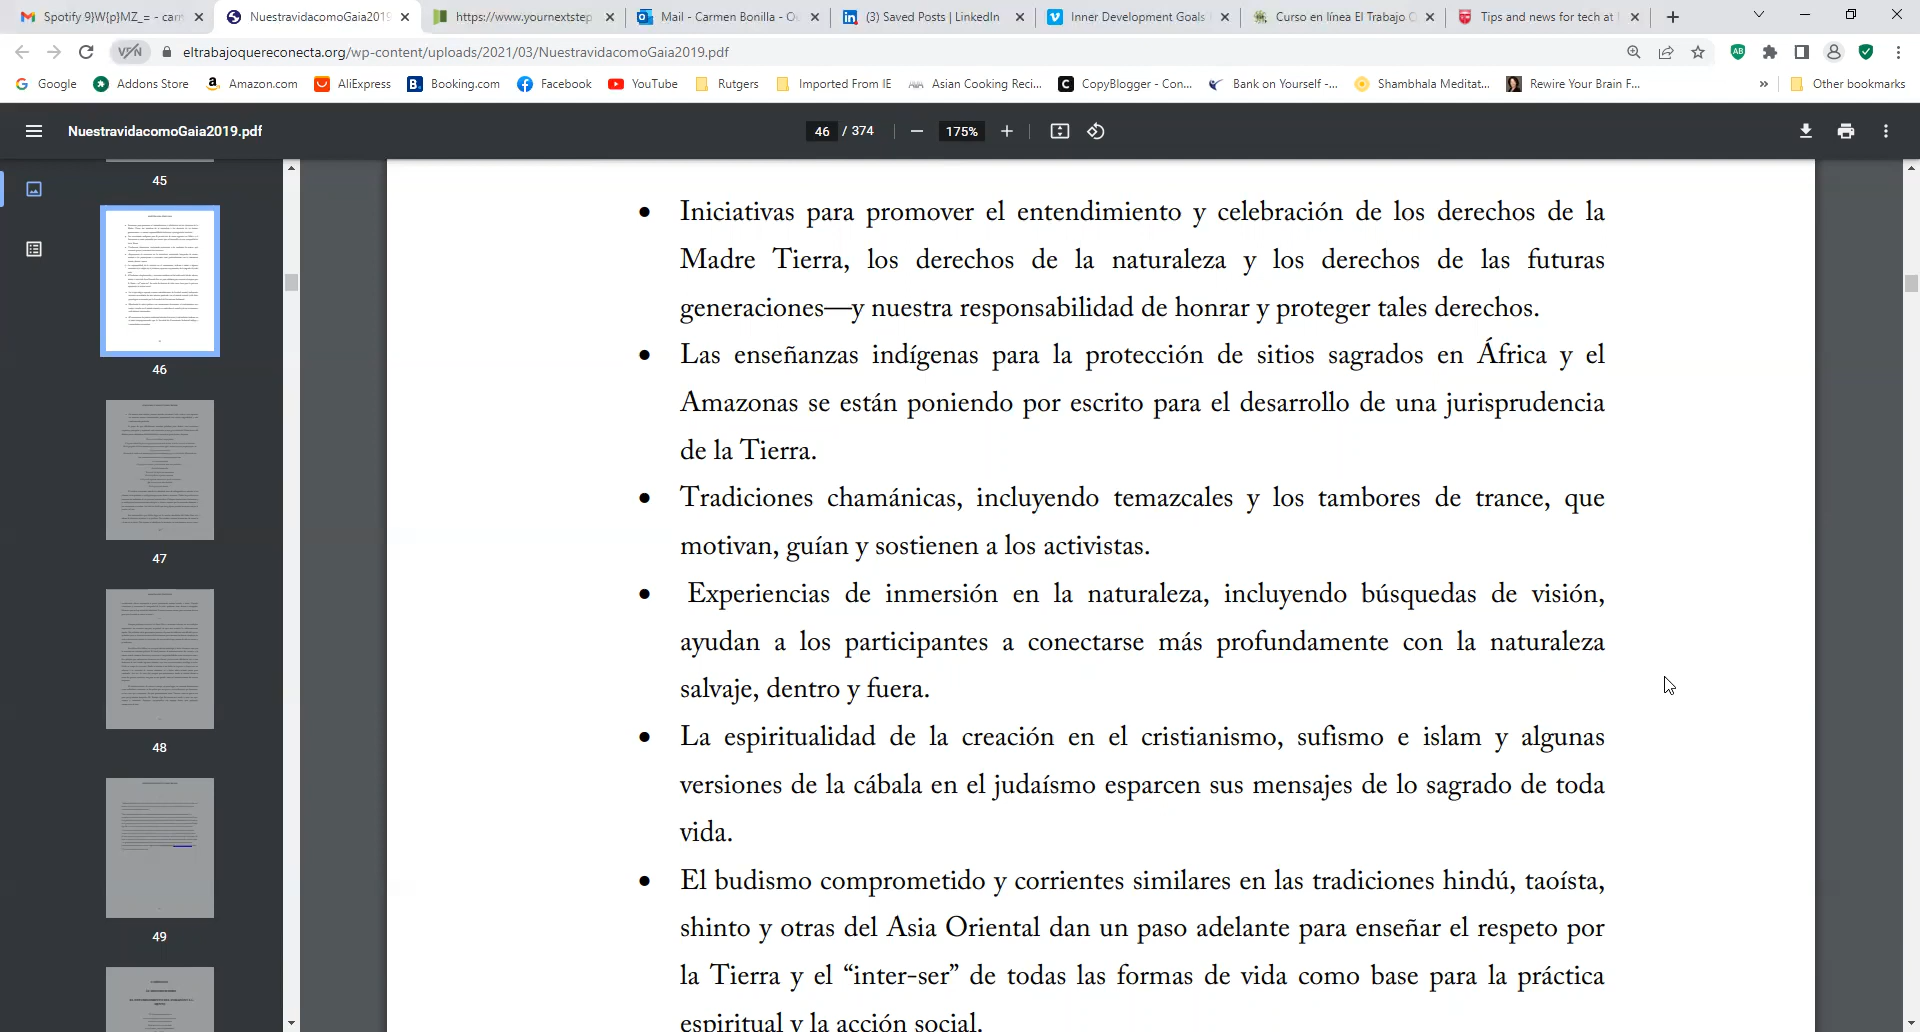 Spotify 9}W{p}MZ_= - carr
NuestravidacomoGaia2019
https://www.yournextstep
Mail - Carmen Bonilla - O
(3) Saved Posts | LinkedIn
Inner Development Goals
Curso en línea El Trabajo
Tips and news for tech at
VPN
eltrabajoquereconecta.org/wp-content/uploads/2021/03/NuestravidacomoGaia2019.pdf
Google
Addons Store
Amazon.com
AliExpress
Booking.com
Facebook
YouTube
Rutgers
Imported From IE
Asian Cooking Reci...
CopyBlogger - Con...
Bank on Yourself -...
Shambhala Meditat...
Rewire Your Brain F...
»
Other bookmarks
NuestravidacomoGaia2019.pdf
46 / 374
175%
45
46
47
48
49
• Iniciativas para promover el entendimiento y celebración de los derechos de la
Madre Tierra, los derechos de la naturaleza y los derechos de las futuras
generaciones—y nuestra responsabilidad de honrar y proteger tales derechos.
• Las enseñanzas indígenas para la protección de sitios sagrados en África y el
Amazonas se están poniendo por escrito para el desarrollo de una jurisprudencia
de la Tierra.
• Tradiciones chamánicas, incluyendo temazcales y los tambores de trance, que
motivan, guían y sostienen a los activistas.
• Experiencias de inmersión en la naturaleza, incluyendo búsquedas de visión,
ayudan a los participantes a conectarse más profundamente con la naturaleza
salvaje, dentro y fuera.
• La espiritualidad de la creación en el cristianismo, sufismo e islam y algunas
versiones de la cábala en el judaísmo esparcen sus mensajes de lo sagrado de toda
vida.
• El budismo comprometido y corrientes similares en las tradiciones hindú, taoísta,
shinto y otras del Asia Oriental dan un paso adelante para enseñar el respeto por
la Tierra y el “inter-ser” de todas las formas de vida como base para la práctica
espiritual y la acción social.